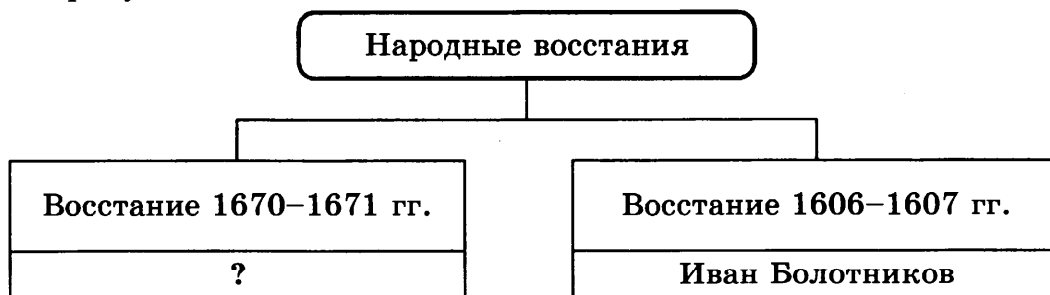 Народные восстания
Восстание 1670–1671 гг.
?
Восстание 1606–1607 гг.
Иван Болотников